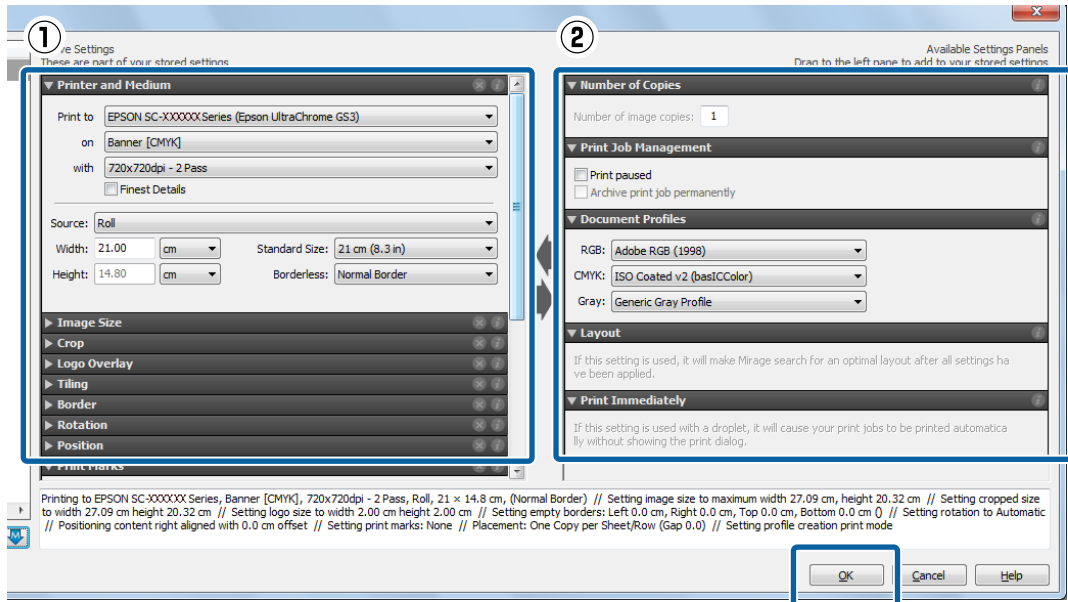 ①
②
ve Settings
These are part of your stored settings
Available Settings Panels
Drag to the left pane to add to your stored settings
Printer and Medium
Print to EPSON SC-XXXXXX Series (Epson UltraChrome GS3)
on Banner [CMYK]
with 720x720dpi - 2 Pass
Finest Details
Source: Roll
Width: 21.00 cm Standard Size: 21 cm (8.3 in)
Height: 14.80 cm Borderless: Normal Border
Image Size
Crop
Logo Overlay
Tiling
Border
Rotation
Position
Print Marks
Number of Copies
Number of image copies: 1
Print Job Management
Print paused
Archive print job permanently
Document Profiles
RGB: Adobe RGB (1998)
CMYK: ISO Coated v2 (basICColor)
Gray: Generic Gray Profile
Layout
If this setting is used, it will make Mirage search for an optimal layout after all settings ha
ve been applied.
Print Immediately
If this setting is used with a droplet, it will cause your print jobs to be printed automatica
lly without showing the print dialog.
Printing to EPSON SC-XXXXXX Series, Banner [CMYK], 720x720dpi - 2 Pass, Roll, 21 × 14.8 cm, (Normal Border) // Setting image size to maximum width 27.09 cm, height 20.32 cm // Setting cropped size
to width 27.09 cm height 20.32 cm // Setting logo size to width 2.00 cm height 2.00 cm // Setting empty borders: Left 0.0 cm, Right 0.0 cm, Top 0.0 cm, Bottom 0.0 cm () // Setting rotation to Automatic
// Positioning content right aligned with 0.0 cm offset // Setting print marks: None // Placement: One Copy per Sheet/Row (Gap 0.0) // Setting profile creation print mode
OK Cancel Help